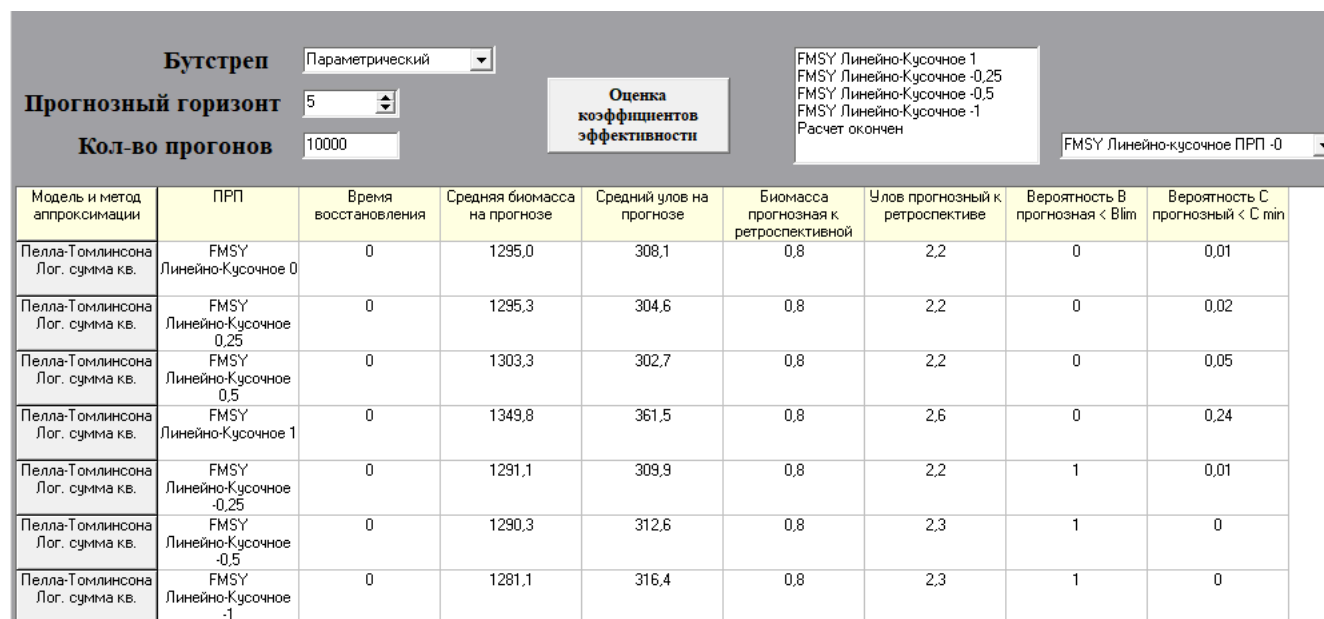 Бутстреп
Параметрический
Прогнозный горизонт
5
Кол-во прогонов
10000
Оценка
коэффициентов
эффективности
FMSY Линейно-Кусочное 1
FMSY Линейно-Кусочное -0,25
FMSY Линейно-Кусочное -0,5
FMSY Линейно-Кусочное -1
Расчет окончен
FMSY Линейно-кусочное ПРП -0
Модель и метод
аппроксимации
ПРП
Время
восстановления
Средняя биомасса
на прогнозе
Средний улов на
прогнозе
Биомасса
прогнозная к
ретроспективной
Улов прогнозный к
ретроспективе
Вероятность B
прогнозная < Blim
Вероятность C
прогнозный < C min
Пелла-Томлинсона
Лог. сумма кв.
FMSY
Линейно-Кусочное 0
0
1295,0
308,1
0,8
2,2
0
0,01
Пелла-Томлинсона
Лог. сумма кв.
FMSY
Линейно-Кусочное
0,25
0
1295,3
304,6
0,8
2,2
0
0,02
Пелла-Томлинсона
Лог. сумма кв.
FMSY
Линейно-Кусочное
0,5
0
1303,3
302,7
0,8
2,2
0
0,05
Пелла-Томлинсона
Лог. сумма кв.
FMSY
Линейно-Кусочное 1
0
1349,8
361,5
0,8
2,6
0
0,24
Пелла-Томлинсона
Лог. сумма кв.
FMSY
Линейно-Кусочное
-0,25
0
1291,1
309,9
0,8
2,2
1
0,01
Пелла-Томлинсона
Лог. сумма кв.
FMSY
Линейно-Кусочное
-0,5
0
1290,3
312,6
0,8
2,3
1
0
Пелла-Томлинсона
Лог. сумма кв.
FMSY
Линейно-Кусочное
-1
0
1281,1
316,4
0,8
2,3
1
0